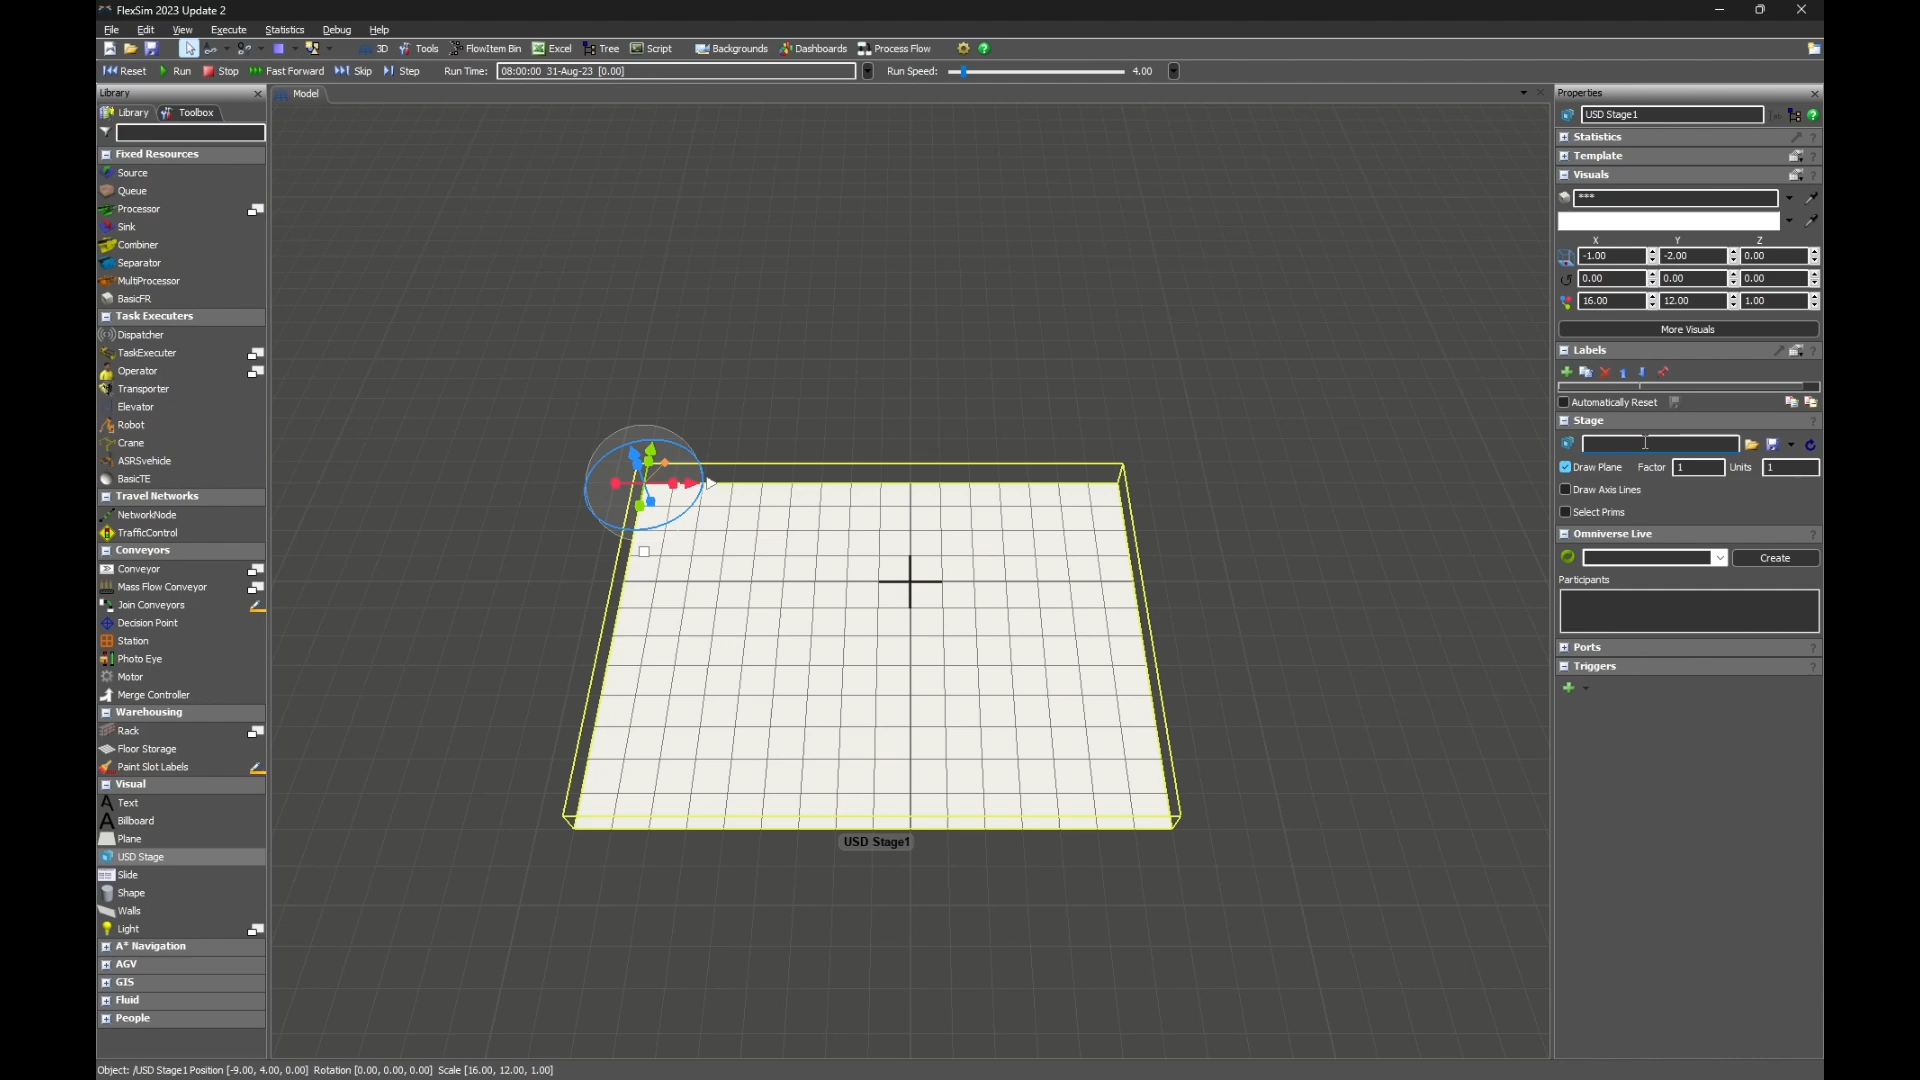 FlexSim 2023 Update 2
File Edit View Execute Statistics Debug Help
3D Tools FlowItem Bin Excel Tree Script Backgrounds Dashboards Process Flow
Reset Run Stop Fast Forward Skip Step Run Time: 08:00:00 31-Aug-23 [0.00] Run Speed: 4.00
Library
Library Toolbox
Fixed Resources
Source
Queue
Processor
Sink
Combiner
Separator
MultiProcessor
BasicFR
Task Executers
Dispatcher
TaskExecuter
Operator
Transporter
Elevator
Robot
Crane
ASRSvehicle
BasicTE
Travel Networks
NetworkNode
TrafficControl
Conveyors
Conveyor
Mass Flow Conveyor
Join Conveyors
Decision Point
Station
Photo Eye
Motor
Merge Controller
Warehousing
Rack
Floor Storage
Paint Slot Labels
Visual
Text
Billboard
Plane
USD Stage
Slide
Shape
Walls
Light
A* Navigation
AGV
GIS
Fluid
People
Model
USD Stage1
Properties
USD Stage1
Statistics
Template
Visuals
***
X Y Z
-1.00 -2.00 0.00
0.00 0.00 0.00
16.00 12.00 1.00
More Visuals
Labels
Automatically Reset
Stage
Draw Plane Factor 1 Units 1
Draw Axis Lines
Select Prims
Omniverse Live
Create
Participants
Ports
Triggers
Object: /USD Stage1 Position [-9.00, 4.00, 0.00] Rotation [0.00, 0.00, 0.00] Scale [16.00, 12.00, 1.00]